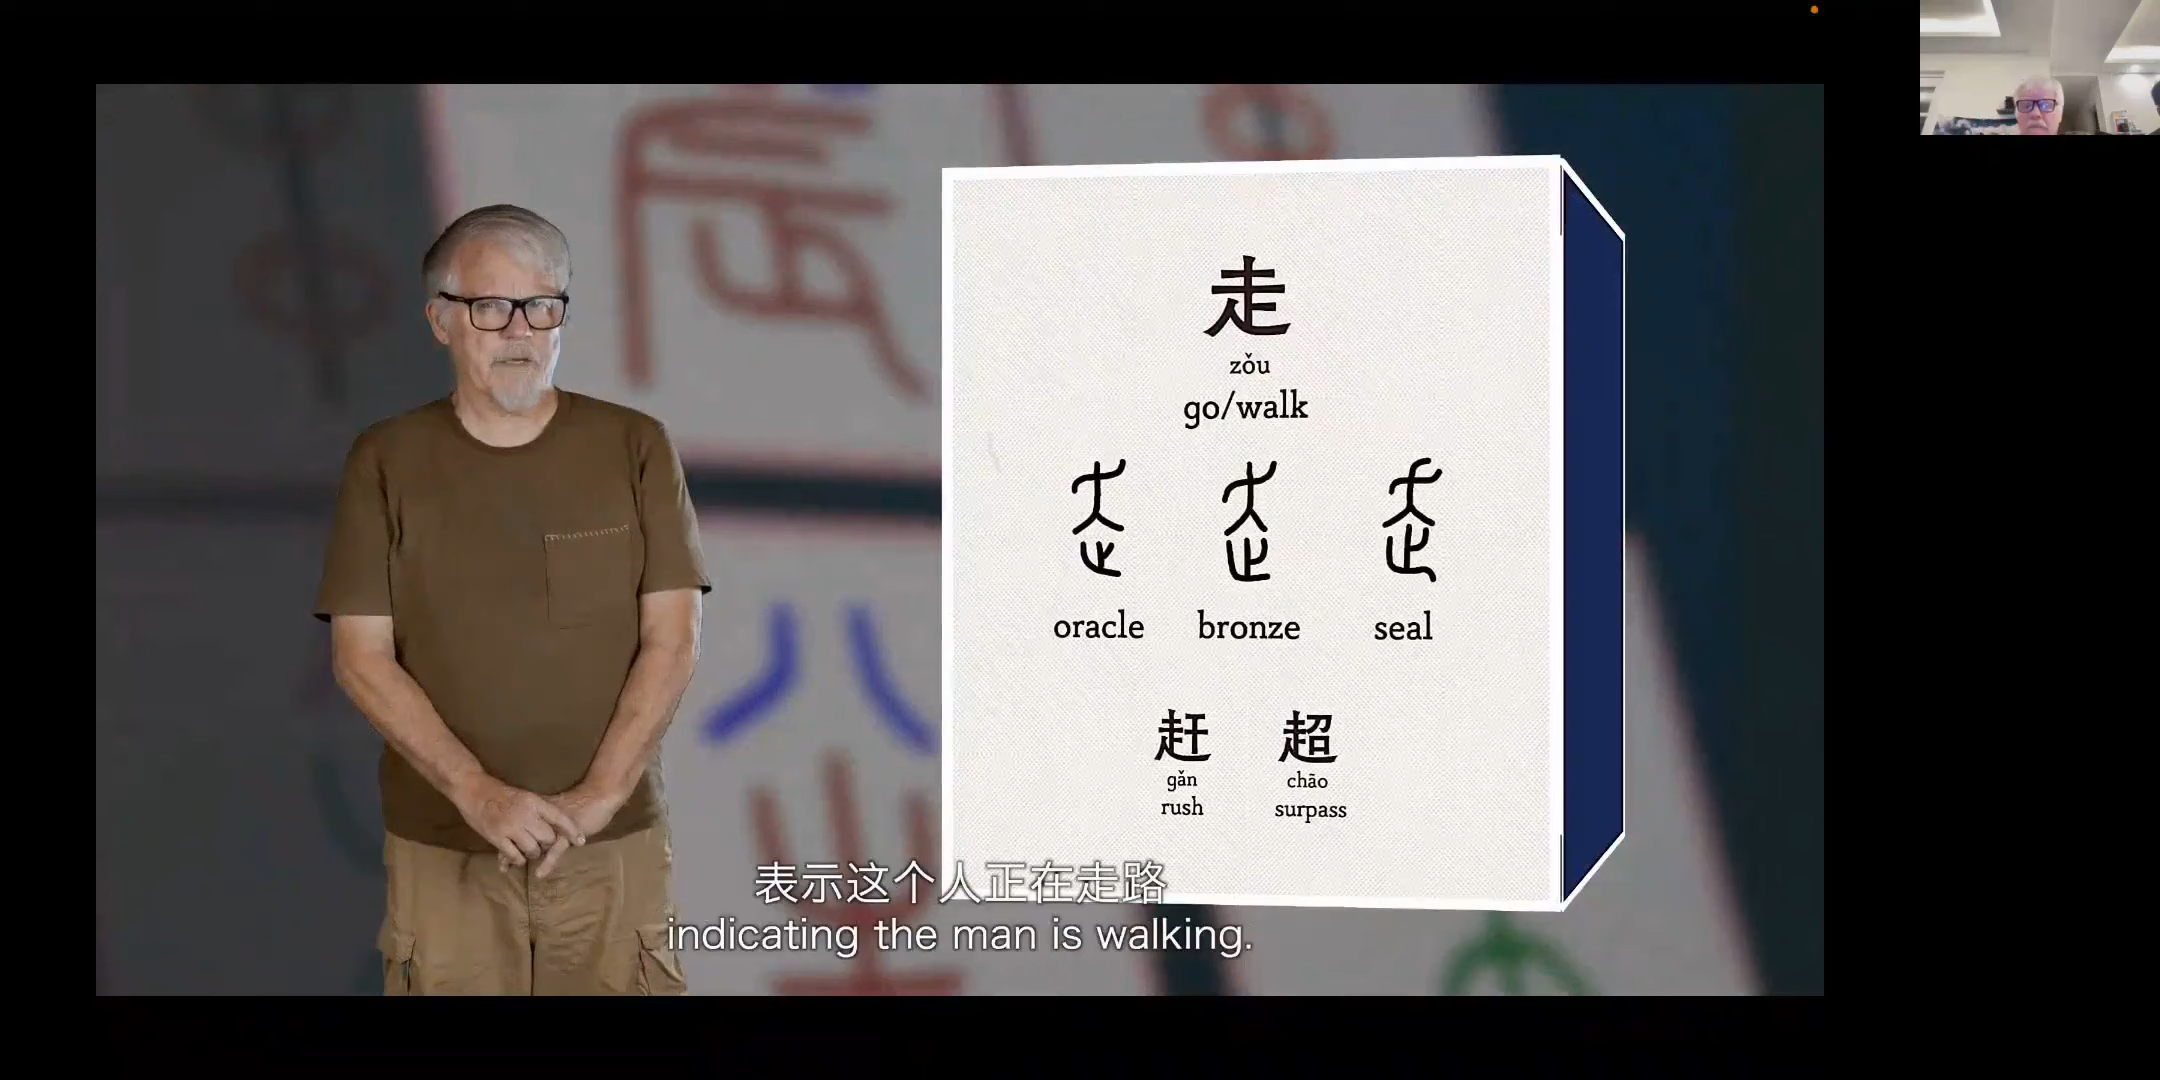 走
zǒu
go/walk
oracle bronze seal
赶 超
gǎn chāo
rush surpass
表示这个人正在走路
indicating the man is walking.